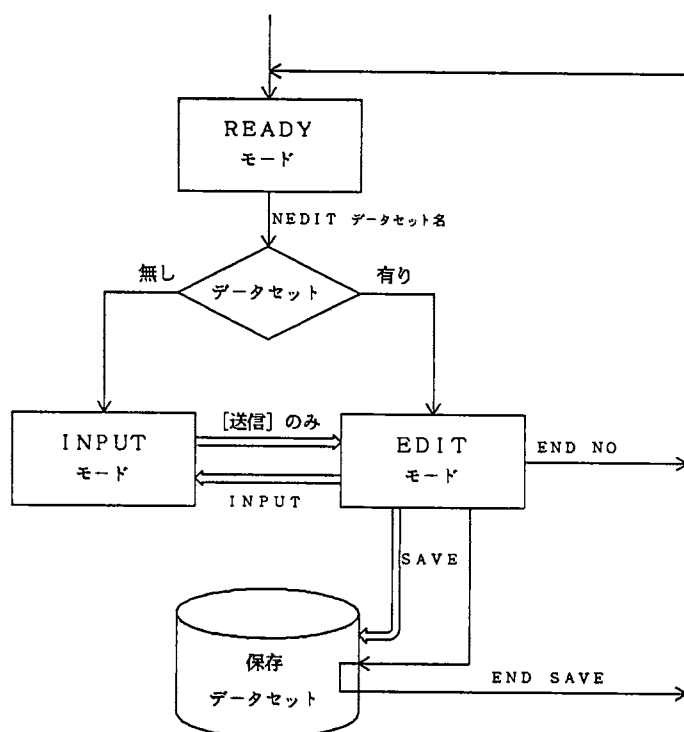 READY
モード
NEDIT データセット名
無し
データセット
有り
[送信]のみ
INPUT
モード
EDIT
モード
END NO
INPUT
SAVE
保存
データセット
END SAVE